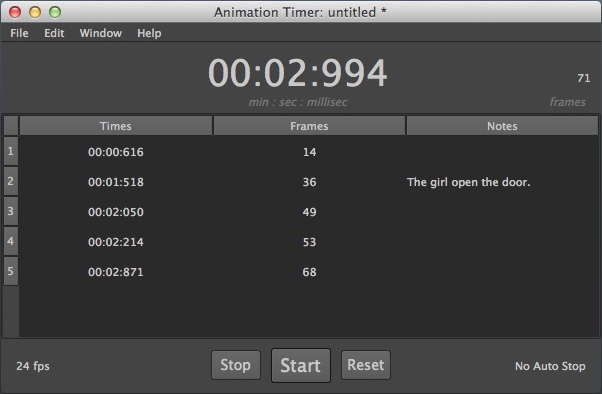 Animation Timer: untitled *
File Edit Window Help
00:02:994
71
min : sec : millisec
frames
Times Frames Notes
1 00:00:616 14
2 00:01:518 36 The girl open the door.
3 00:02:050 49
4 00:02:214 53
5 00:02:871 68
24 fps Stop Start Reset No Auto Stop